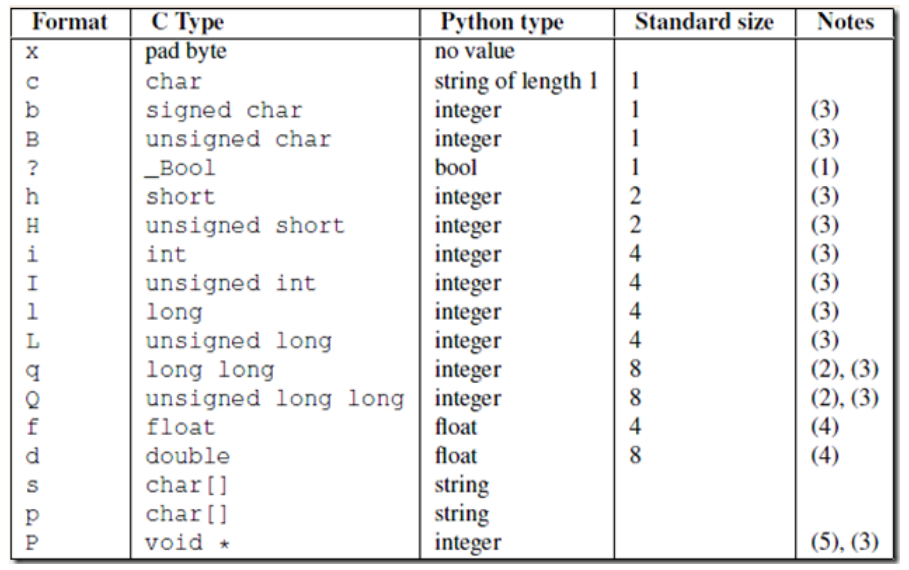 Format C Type Python type Standard size Notes
x pad byte no value
c char string of length 1 1
b signed char integer 1 (3)
B unsigned char integer 1 (3)
? _Bool bool 1 (1)
h short integer 2 (3)
H unsigned short integer 2 (3)
i int integer 4 (3)
I unsigned int integer 4 (3)
l long integer 4 (3)
L unsigned long integer 4 (3)
q long long integer 8 (2), (3)
Q unsigned long long integer 8 (2), (3)
f float float 4 (4)
d double float 8 (4)
s char[] string
p char[] string
P void * integer (5), (3)